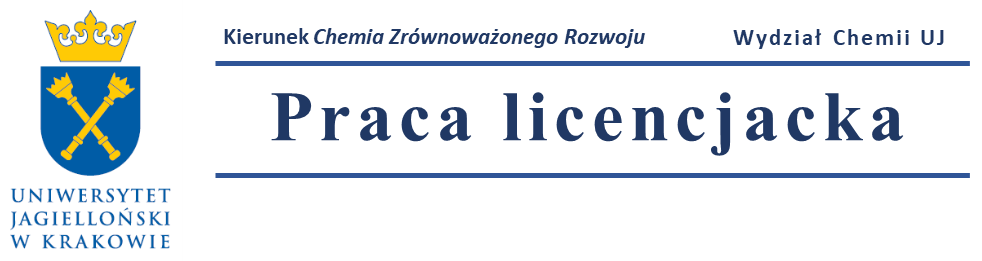 Kierunek Chemia Zrównoważonego Rozwoju
Wydział Chemii UJ
Praca licencjacka
UNIWERSYTET
JAGIELLOŃSKI
W KRAKOWIE